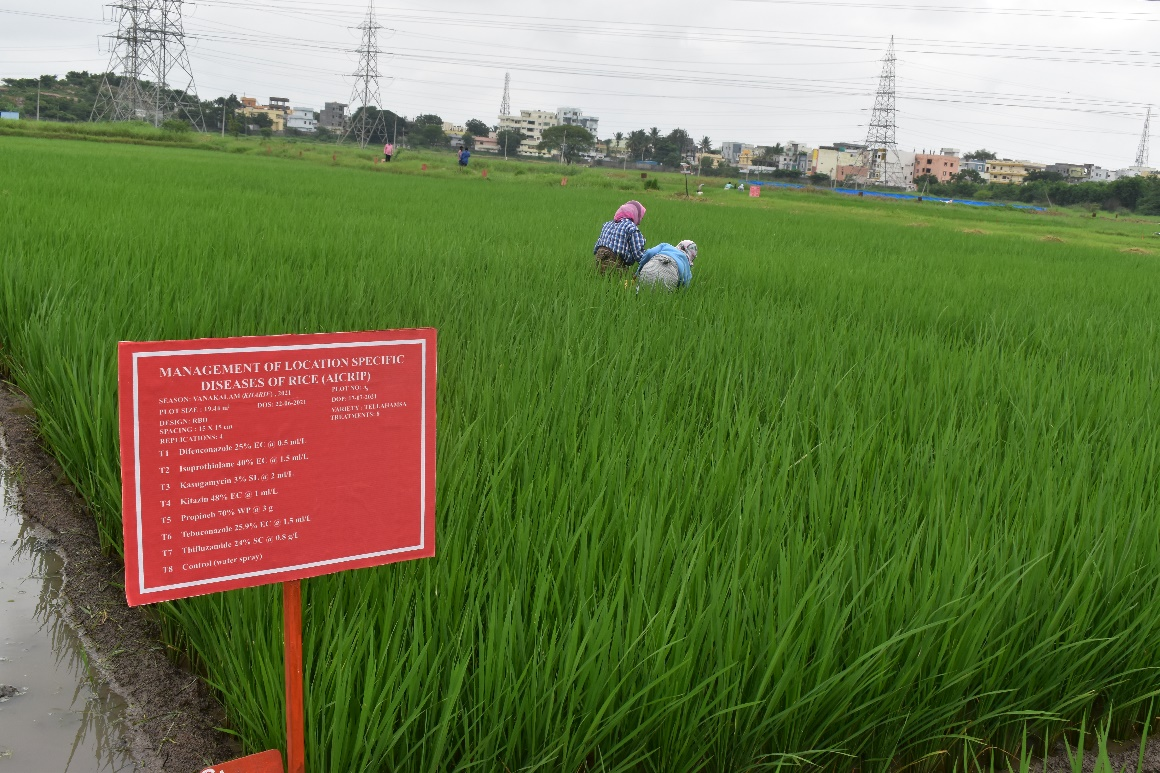 MANAGEMENT OF LOCATION SPECIFIC
DISEASES OF RICE (AICRIP)
SEASON: VANAKALAM (KHARIF) , 2021
PLOT NO:
PLOT SIZE : 19.44 m²
DOS: 22-06-2021
DOP: 17-07-2021
DESIGN: RBD
VARIETY : TELLAHAMSA
SPACING : 15 X 15 cm
TREATMENTS: 8
REPLICATIONS: 4
T1 Difenconazole 25% EC @ 0.5 ml/L
T2 Isoprothiolane 40% EC @ 1.5 ml/L
T3 Kasugamycin 3% SL @ 2 ml/L
T4 Kitazin 48% EC @ 1 ml/L
T5 Propineb 70% WP @ 3 g
T6 Tebuconazole 25.9% EC @ 1.5 ml/L
T7 Thifluzamide 24% SC @ 0.8 g/L
T8 Control (water spray)